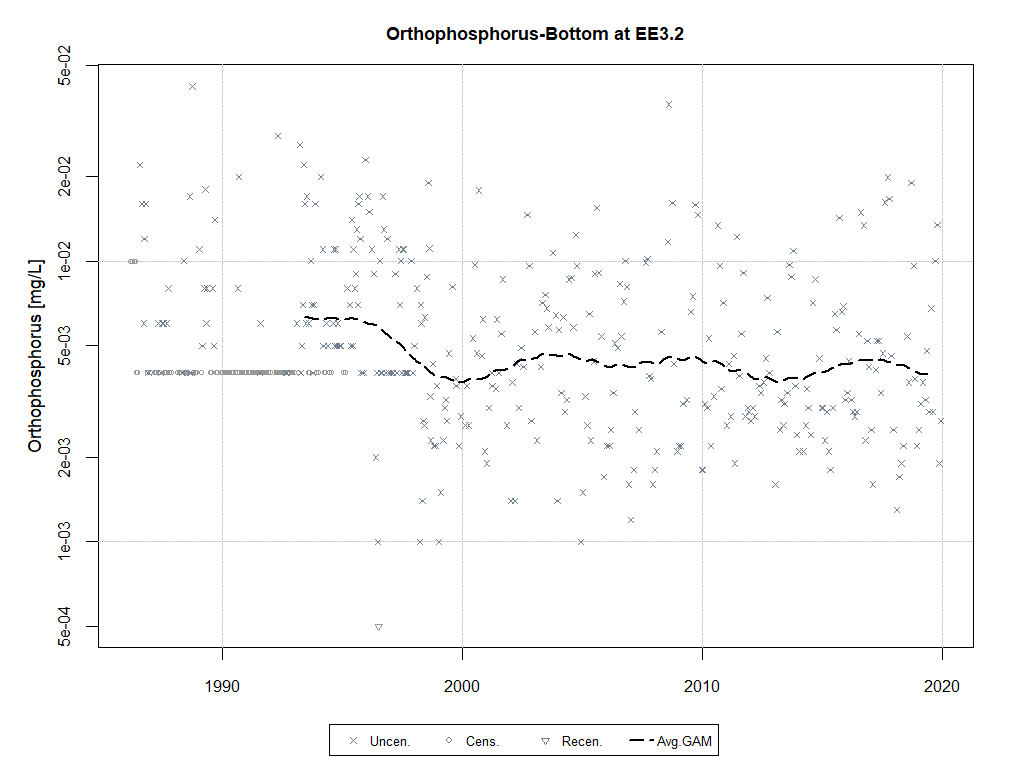 Orthophosphorus-Bottom at EE3.2
Orthophosphorus [mg/L]
5e-02
2e-02
1e-02
5e-03
2e-03
1e-03
5e-04
1990 2000 2010 2020
Uncen. Cens. Recen. Avg.GAM